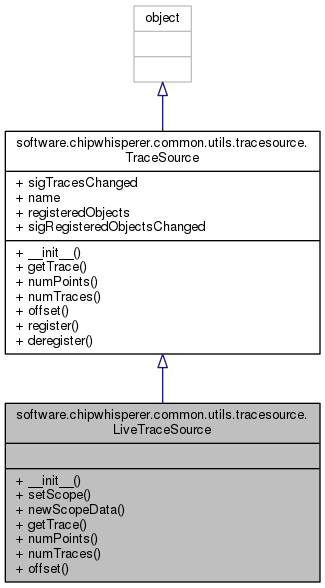 object
software.chipwhisperer.common.utils.tracesource.
TraceSource
+ sigTracesChanged
+ name
+ registeredObjects
+ sigRegisteredObjectsChanged
+ __init__()
+ getTrace()
+ numPoints()
+ numTraces()
+ offset()
+ register()
+ deregister()
software.chipwhisperer.common.utils.tracesource.
LiveTraceSource
+ __init__()
+ setScope()
+ newScopeData()
+ getTrace()
+ numPoints()
+ numTraces()
+ offset()